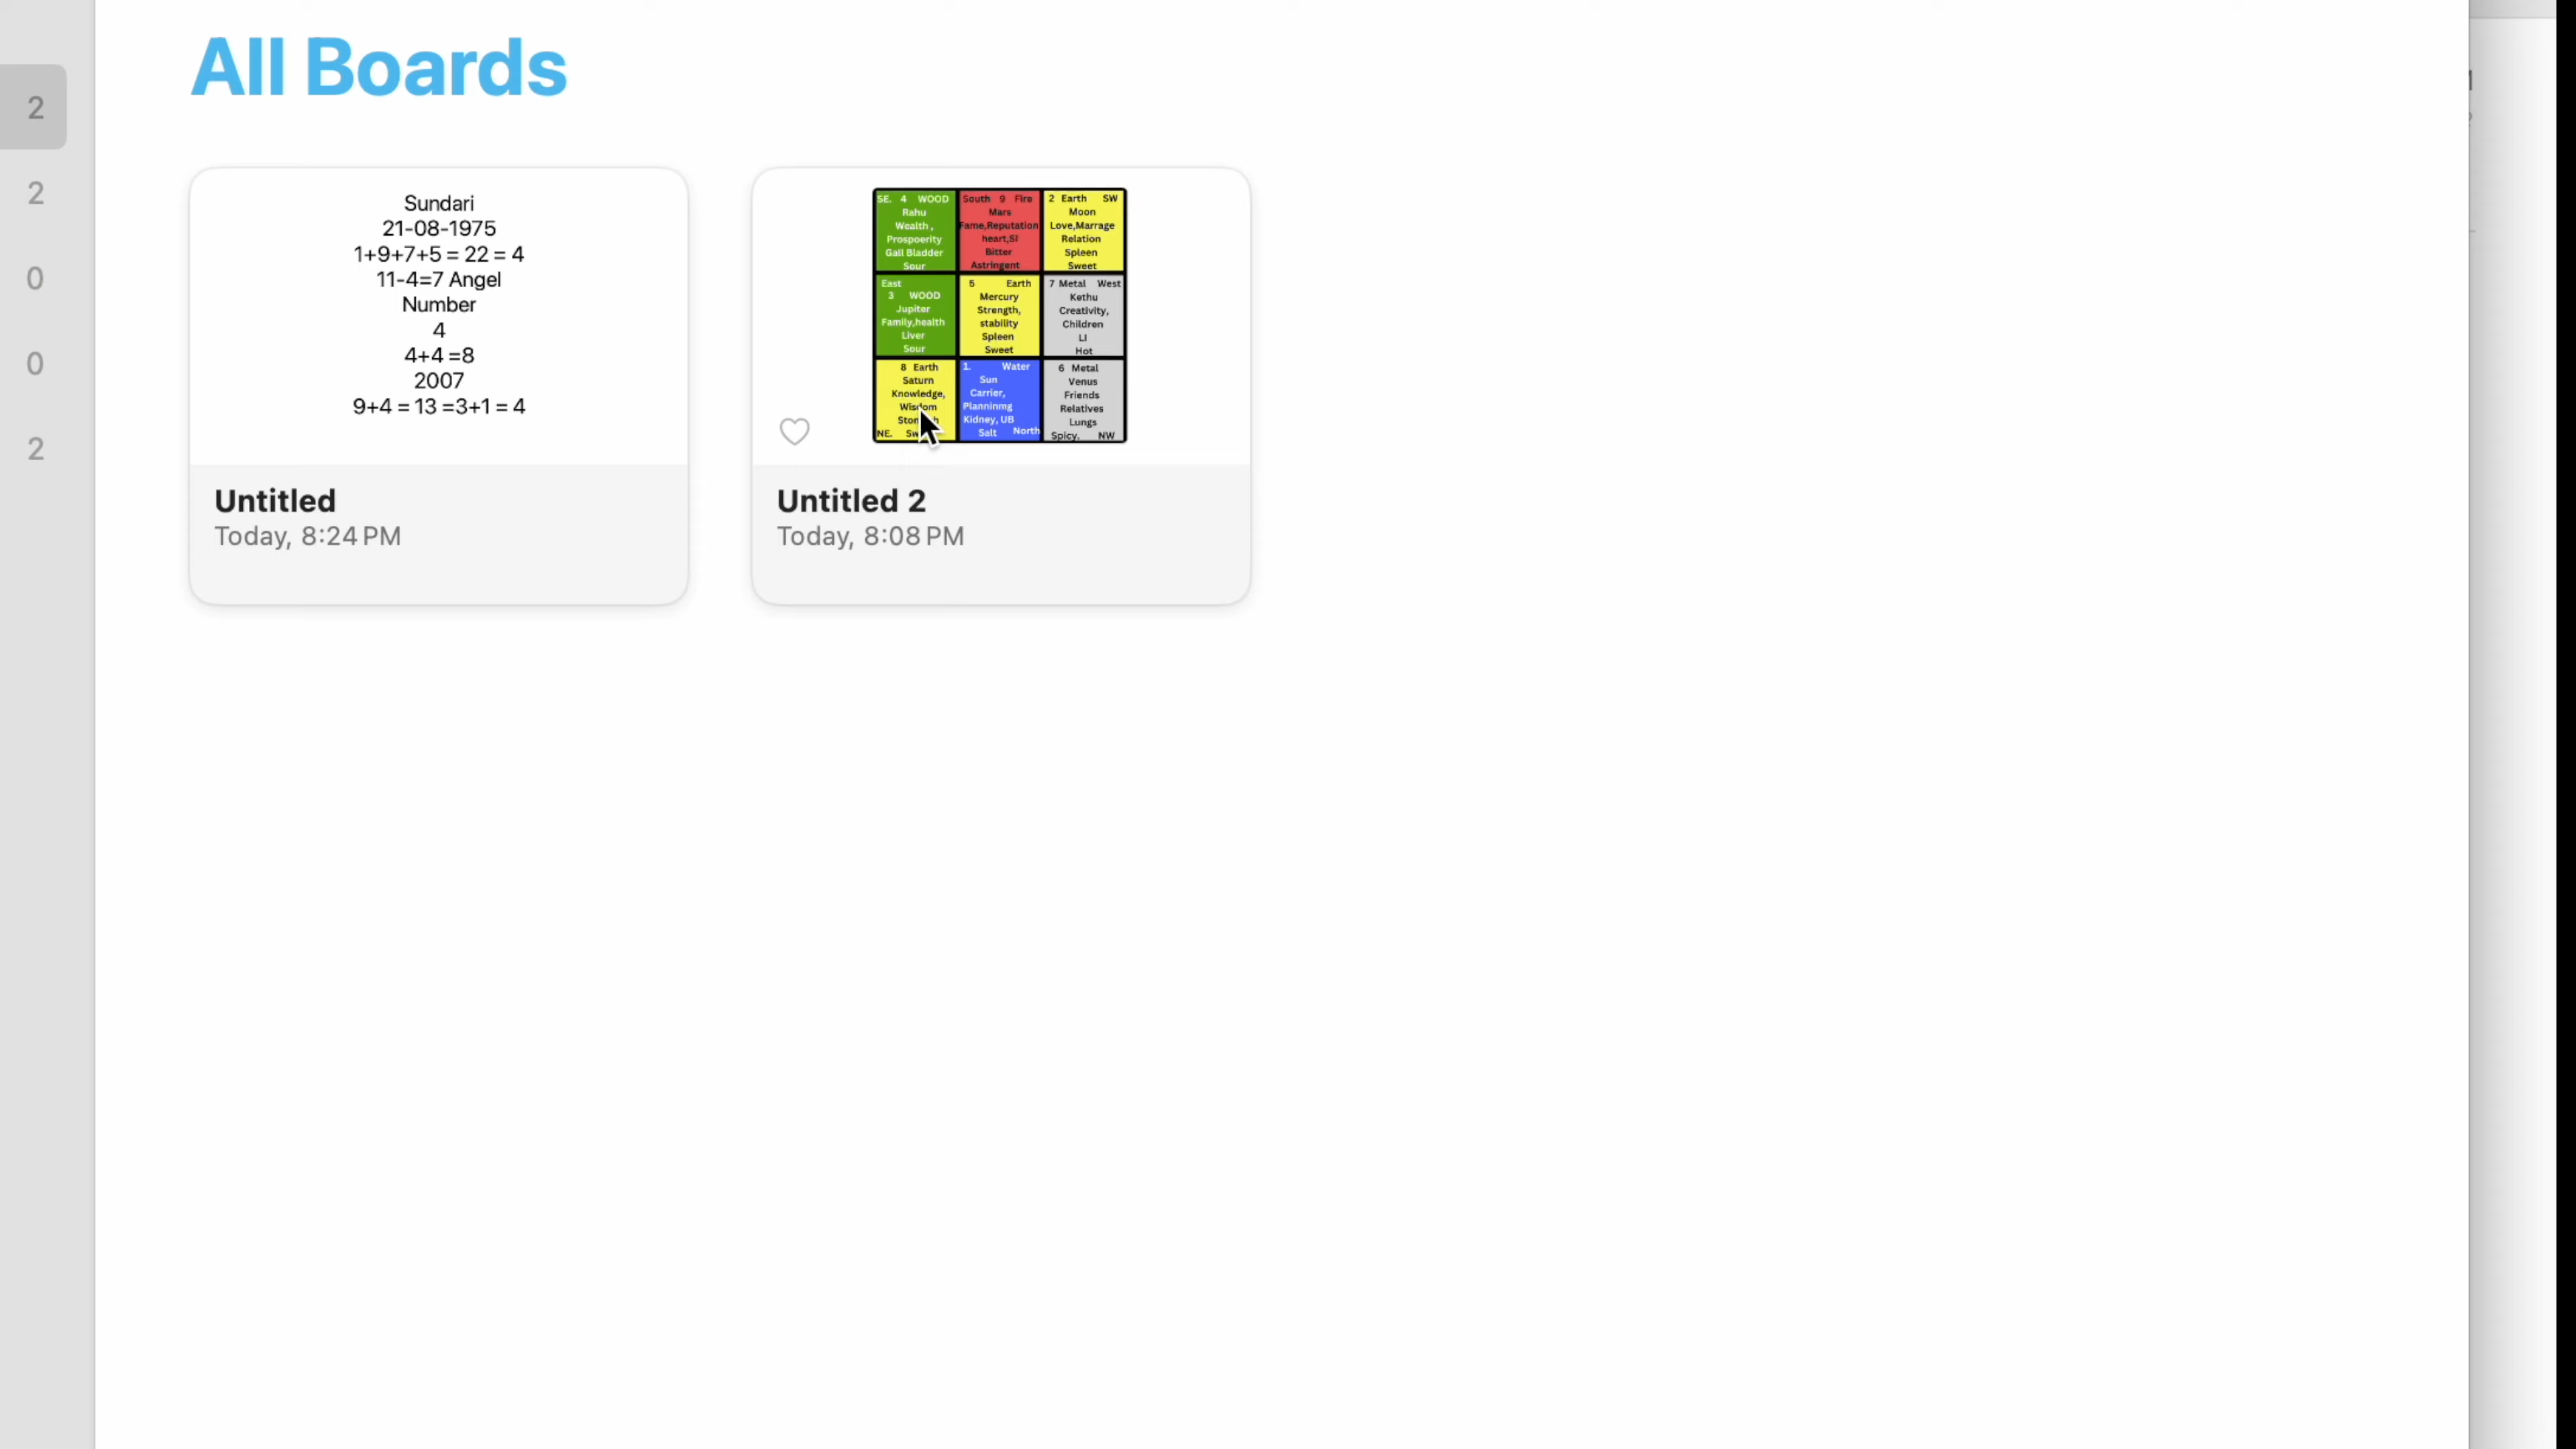 All Boards
2
2
0
0
2
Sundari
21-08-1975
1+9+7+5 = 22 = 4
11-4=7 Angel
Number
4
4+4 =8
2007
9+4 = 13 =3+1 = 4
Untitled
Today, 8:24 PM
SE. 4 WOOD
Rahu
Wealth ,
Prospoerity
Gall Bladder
Sour
South 9 Fire
Mars
Fame,Reputation
heart,SI
Bitter
Astringent
2 Earth SW
Moon
Love,Marrage
Relation
Spleen
Sweet
East
3 WOOD
Jupiter
Family,health
Liver
Sour
5 Earth
Mercury
Strength,
stability
Spleen
Sweet
7 Metal West
Kethu
Creativity,
Children
LI
Hot
8 Earth
Saturn
Knowledge,
Wisdom
NE.
1. Water
Sun
Carrier,
Planninmg
Kidney, UB
Salt North
6 Metal
Venus
Friends
Relatives
Lungs
Spicy. NW
Untitled 2
Today, 8:08 PM